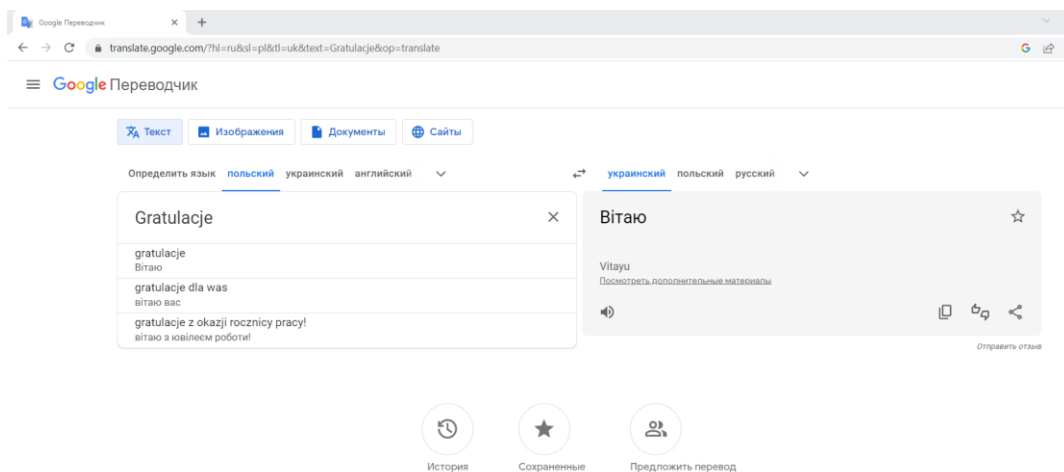 Google Переводчик
translate.google.com/?hl=ru&sl=pl&tl=uk&text=Gratulacje&op=translate
Google Переводчик
Текст Изображения Документы Сайты
Определить язык польский украинский английский украинский польский русский
Gratulacje
Вітаю
gratulacje
Вітаю
Vitayu
Посмотреть дополнительные материалы
gratulacje dla was
вітаю вас
gratulacje z okazji rocznicy pracy!
вітаю з ювілеєм роботи!
Отправить отзыв
История Сохраненные Предложить перевод